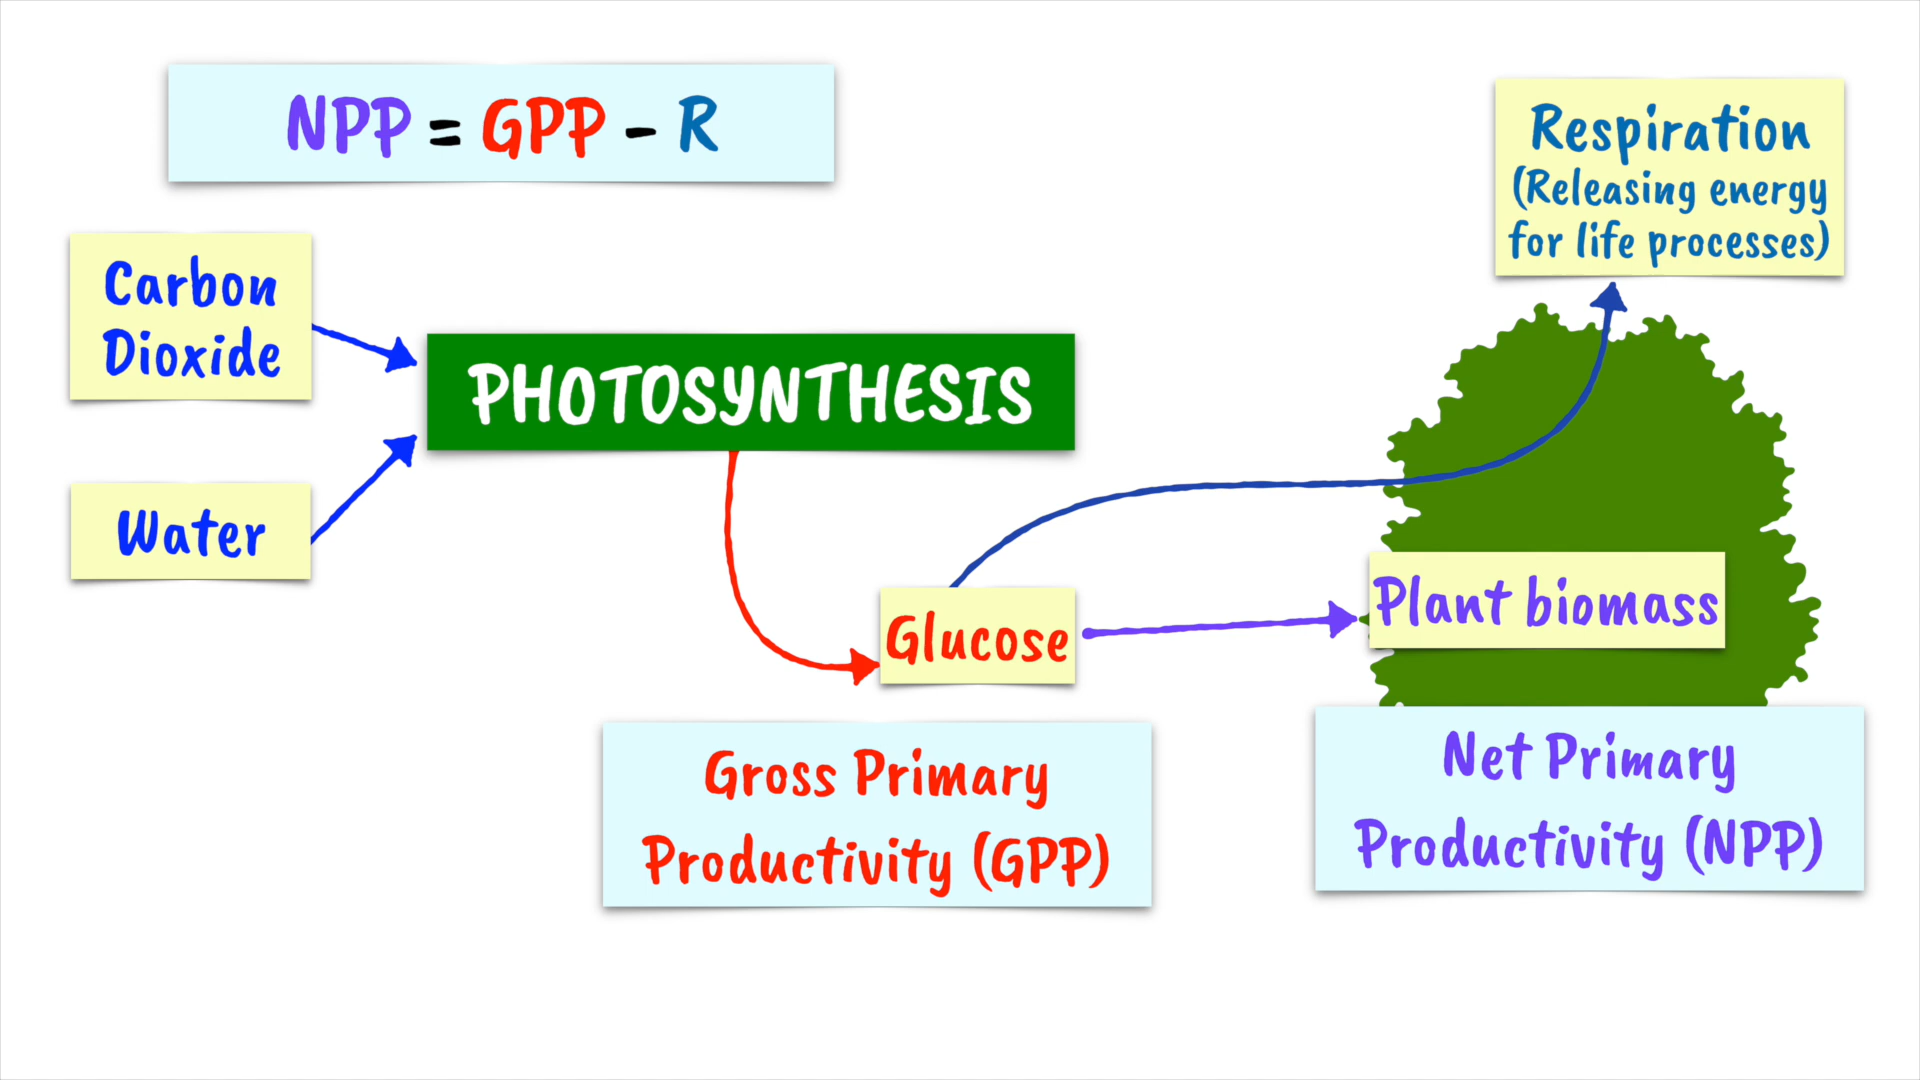 NPP = GPP - R
Respiration
(Releasing energy
for life processes)
Carbon
Dioxide
PHOTOSYNTHESIS
Water
Glucose
Plant biomass
Gross Primary
Productivity (GPP)
Net Primary
Productivity (NPP)